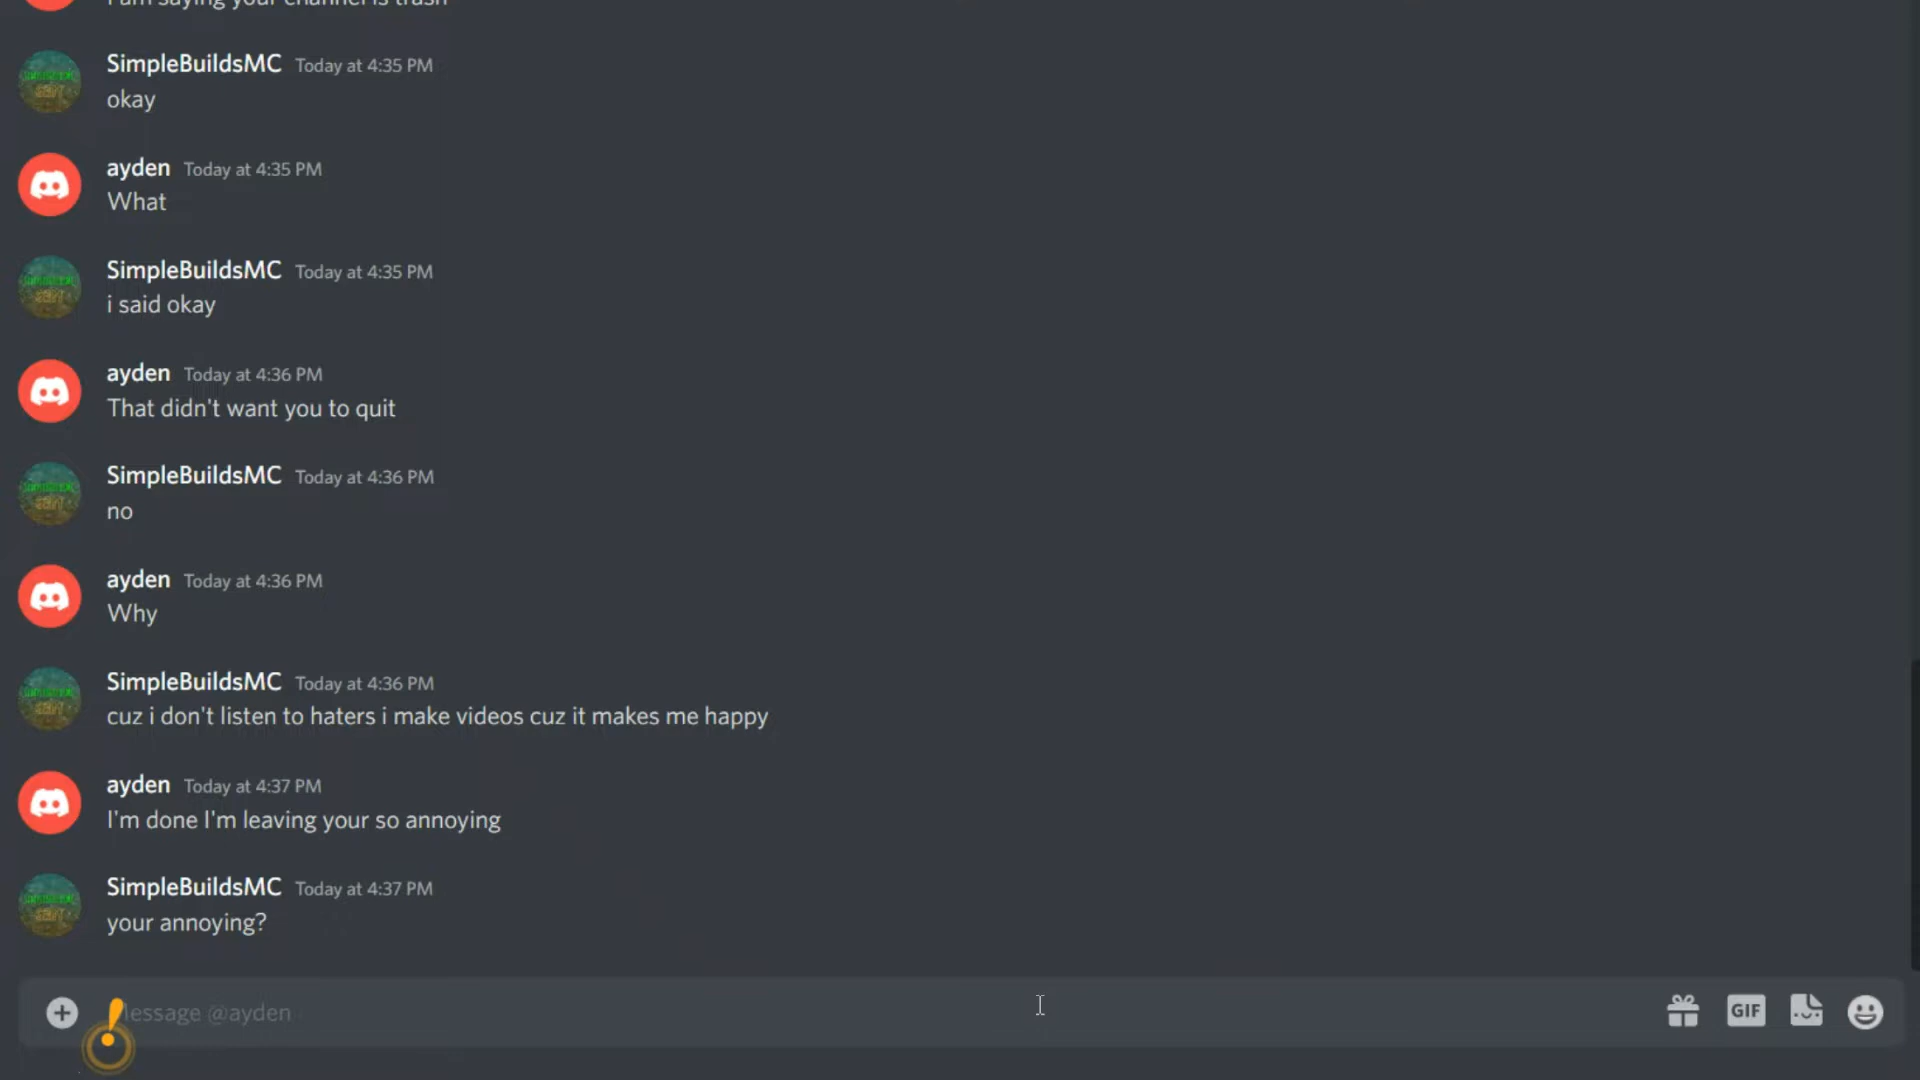 I am saying your channel is trash
SimpleBuildsMC Today at 4:35 PM
okay
ayden Today at 4:35 PM
What
SimpleBuildsMC Today at 4:35 PM
i said okay
ayden Today at 4:36 PM
That didn't want you to quit
SimpleBuildsMC Today at 4:36 PM
no
ayden Today at 4:36 PM
Why
SimpleBuildsMC Today at 4:36 PM
cuz i don't listen to haters i make videos cuz it makes me happy
ayden Today at 4:37 PM
I'm done I'm leaving your so annoying
SimpleBuildsMC Today at 4:37 PM
your annoying?
Message @ayden
GIF